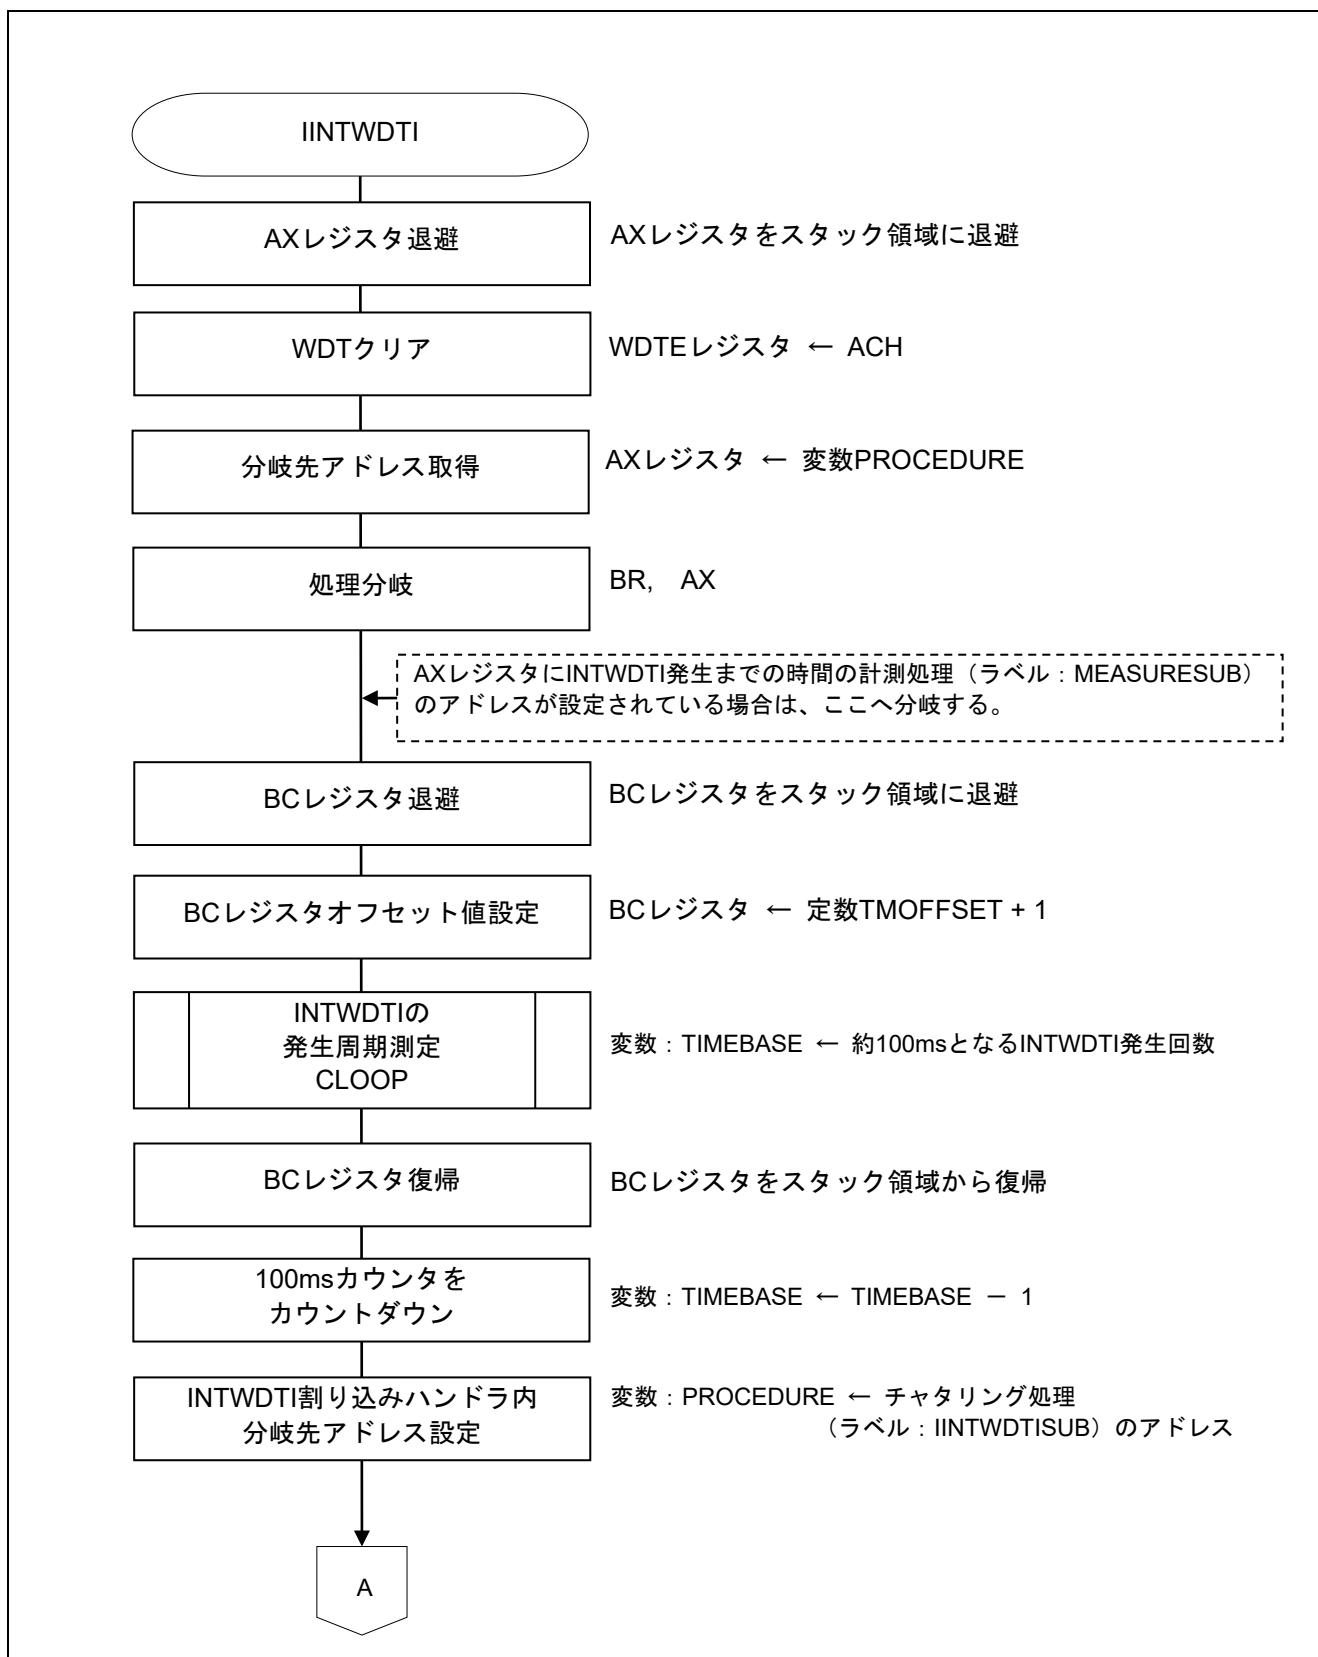 IINTWDTI
AXレジスタ退避
AXレジスタをスタック領域に退避
WDTクリア
WDTEレジスタ ← ACH
分岐先アドレス取得
AXレジスタ ← 変数PROCEDURE
処理分岐
BR, AX
AXレジスタにINTWDTI発生までの時間の計測処理（ラベル：MEASURESUB）
のアドレスが設定されている場合は、ここへ分岐する。
BCレジスタ退避
BCレジスタをスタック領域に退避
BCレジスタオフセット値設定
BCレジスタ ← 定数TMOFFSET + 1
INTWDTIの
発生周期測定
CLOOP
変数：TIMEBASE ← 約100msとなるINTWDTI発生回数
BCレジスタ復帰
BCレジスタをスタック領域から復帰
100msカウンタを
カウントダウン
変数：TIMEBASE ← TIMEBASE － 1
INTWDTI割り込みハンドラ内
分岐先アドレス設定
変数：PROCEDURE ← チャタリング処理
（ラベル：IINTWDTISUB）のアドレス
A